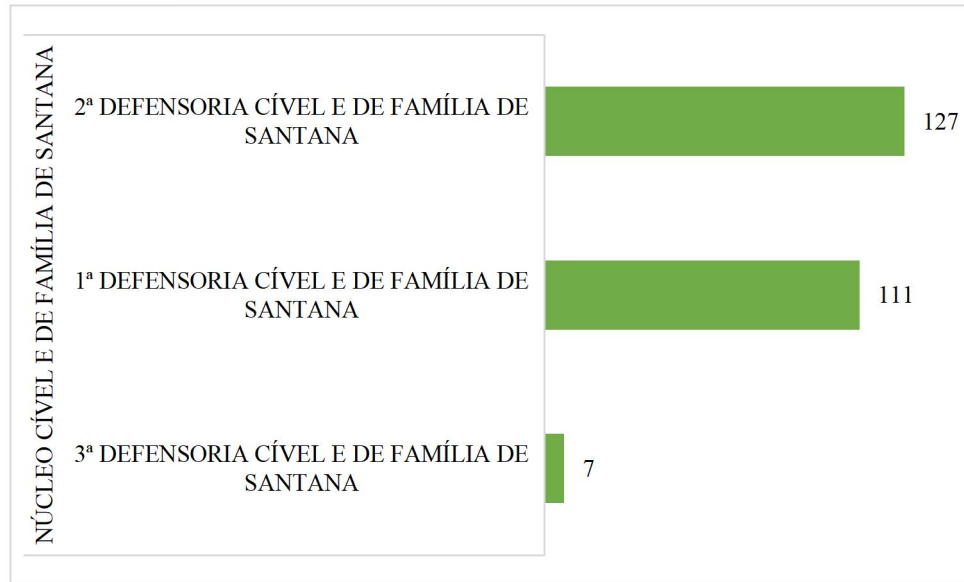 NÚCLEO CÍVEL E DE FAMÍLIA DE SANTANA
2ª DEFENSORIA CÍVEL E DE FAMÍLIA DE
SANTANA
127
1ª DEFENSORIA CÍVEL E DE FAMÍLIA DE
SANTANA
111
3ª DEFENSORIA CÍVEL E DE FAMÍLIA DE
SANTANA
7